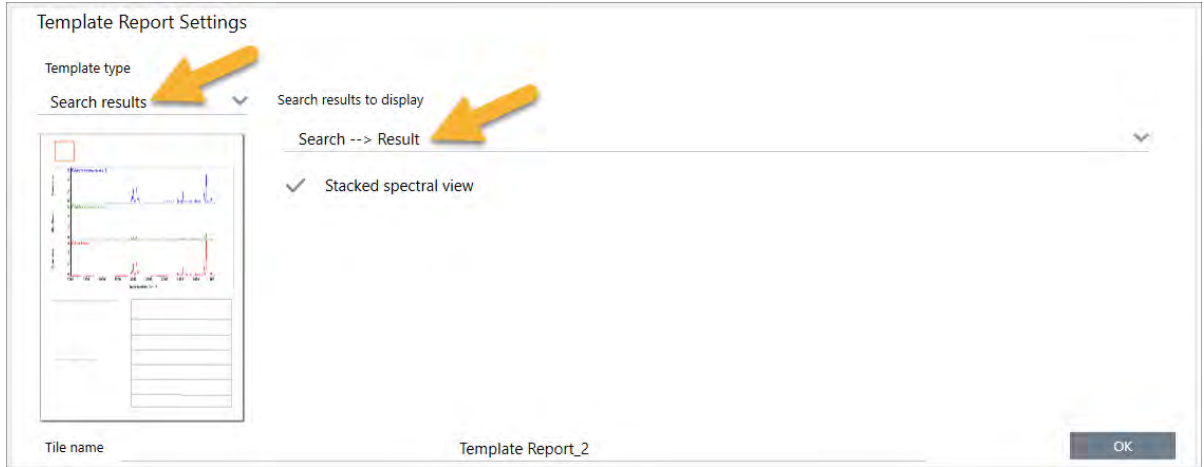 Template Report Settings
Template type
Search results
Search results to display
Search --> Result
Stacked spectral view
Tile name
Template Report_2
OK